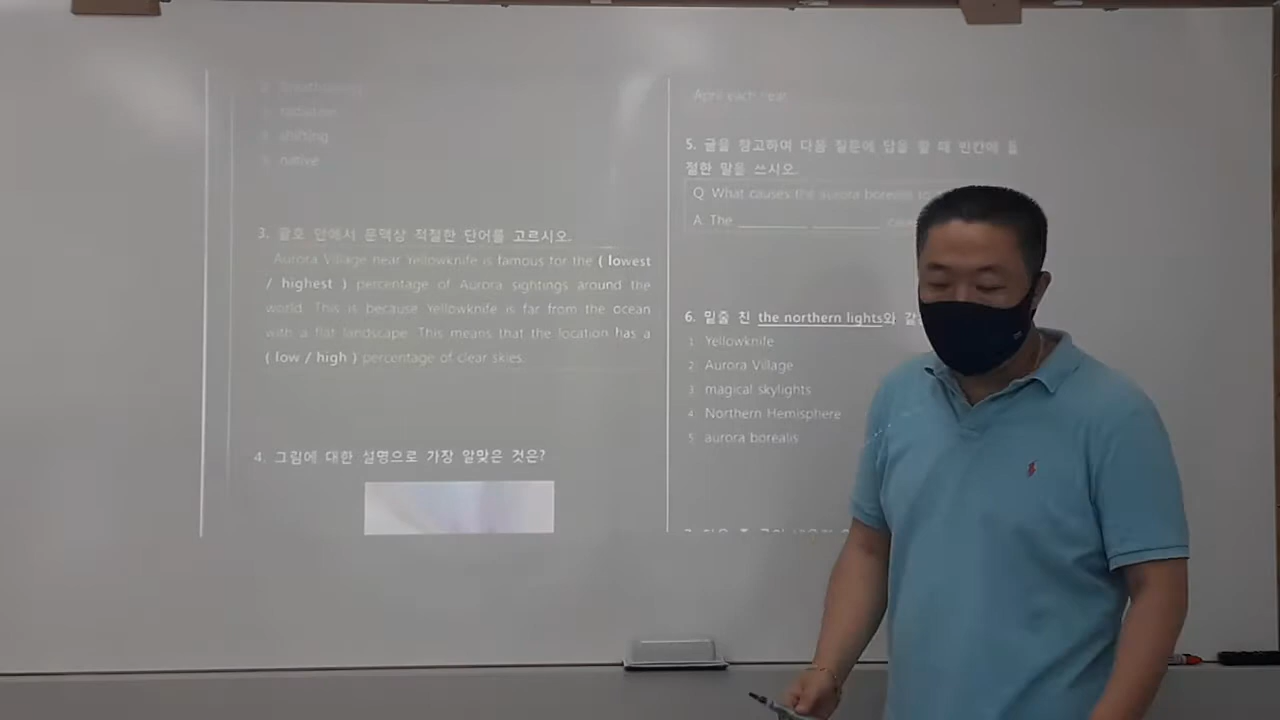 shifting
native
3. 괄호 안에서 문맥상 적절한 단어를 고르시오.
Aurora Village near Yellowknife is famous for the ( lowest
/ highest ) percentage of Aurora sightings around the
world. This is because Yellowknife is far from the ocean
with a flat landscape. This means that the location has a
( low / high ) percentage of clear skies.
4. 그림에 대한 설명으로 가장 알맞은 것은?
April each year.
5. 글을 참고하여 다음 질문에 답을 할 때 빈칸에 적
절한 말을 쓰시오.
Q. What causes the aurora borealis to
A. The ________ ________
6. 밑줄 친 the northern lights와 같
1 Yellowknife
2 Aurora Village
3 magical skylights
4 Northern Hemisphere
5 aurora borealis